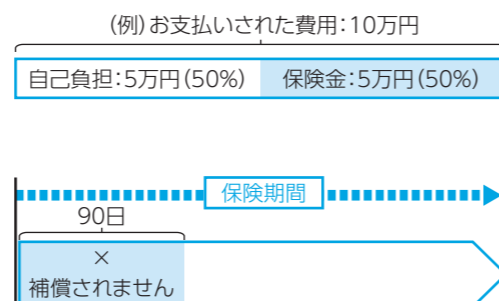 (例)お支払いされた費用：10万円
自己負担：5万円(50%) 保険金：5万円(50%)
保険期間
90日
×
補償されません